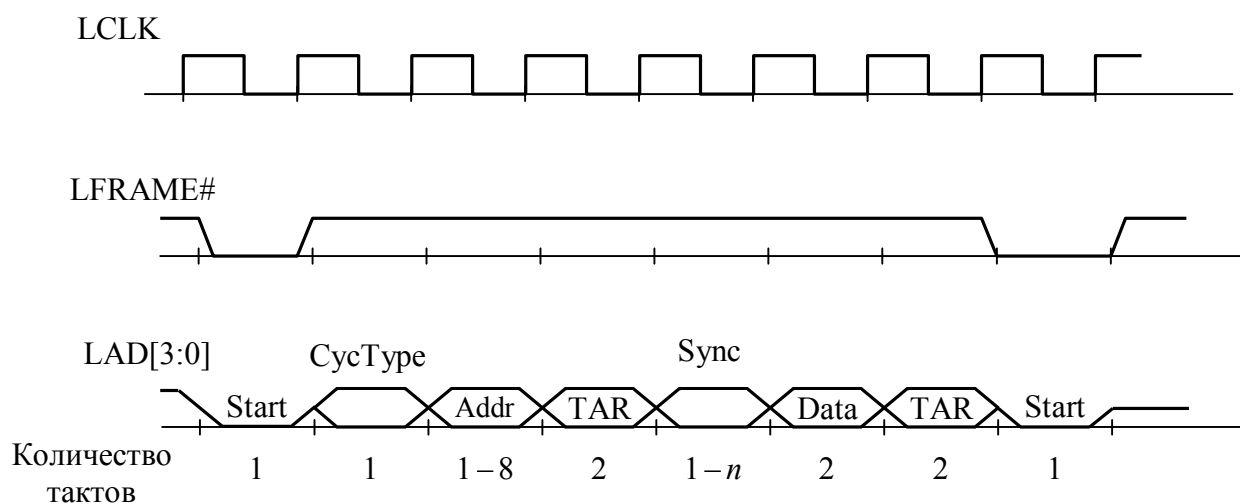 LCLK
LFRAME#
LAD[3:0]
CycType
Sync
Start
Addr
TAR
Data
TAR
Start
Количество
тактов
1
1
1–8
2
1–n
2
2
1